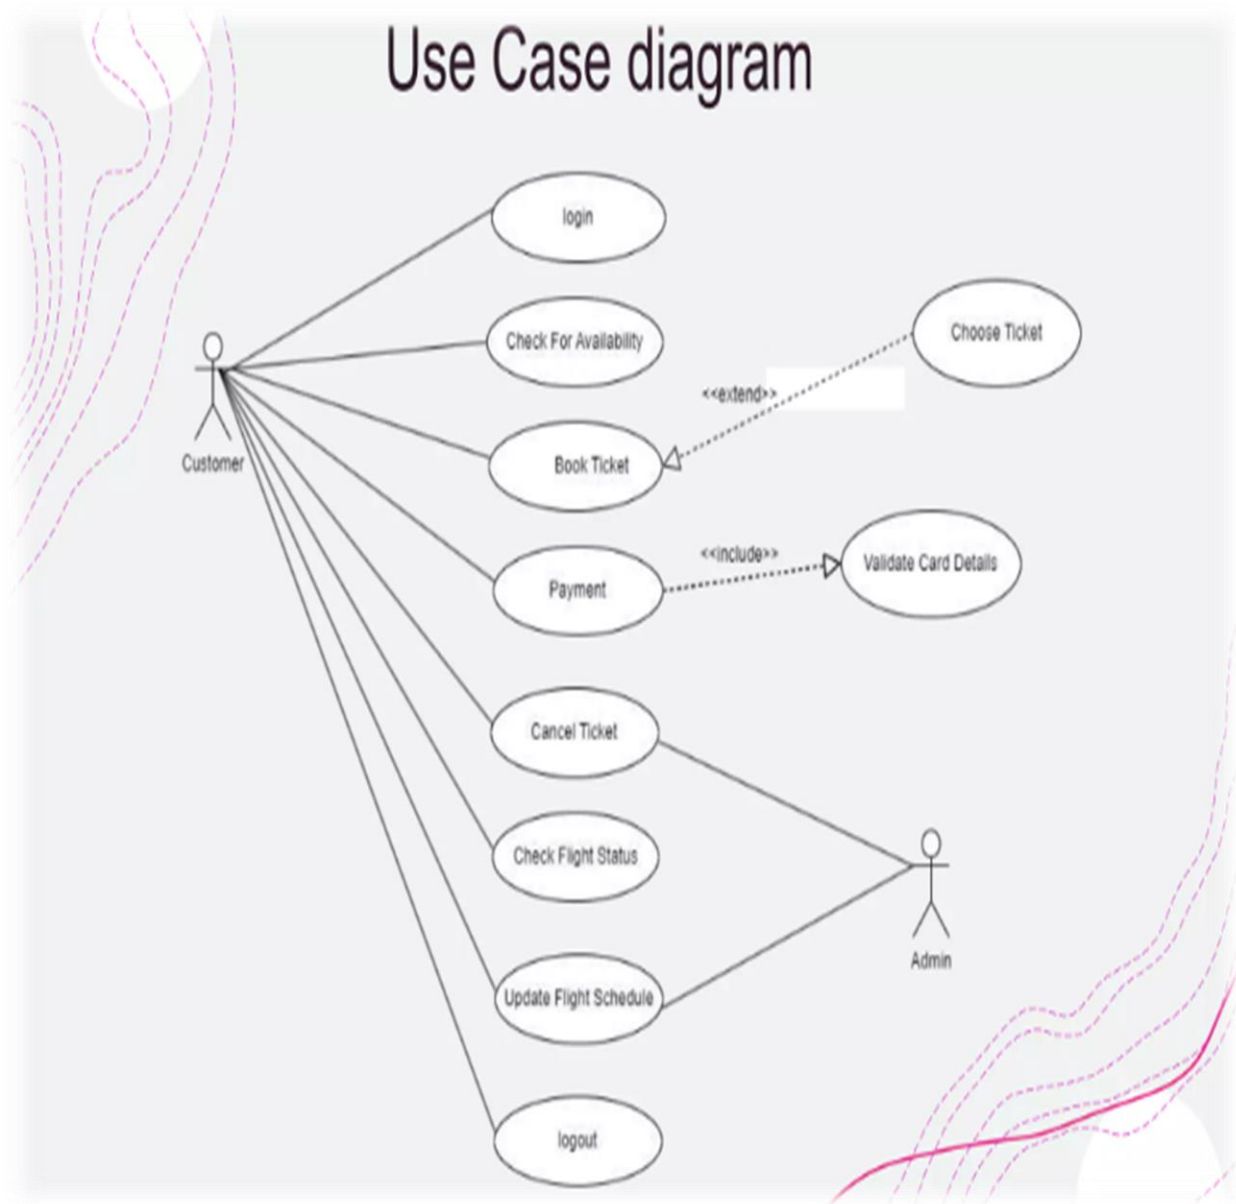 Use Case diagram
login
Check For Availability
Choose Ticket
<<extend>>
Book Ticket
Customer
<<include>>
Validate Card Details
Payment
Cancel Ticket
Check Flight Status
Admin
Update Flight Schedule
logout